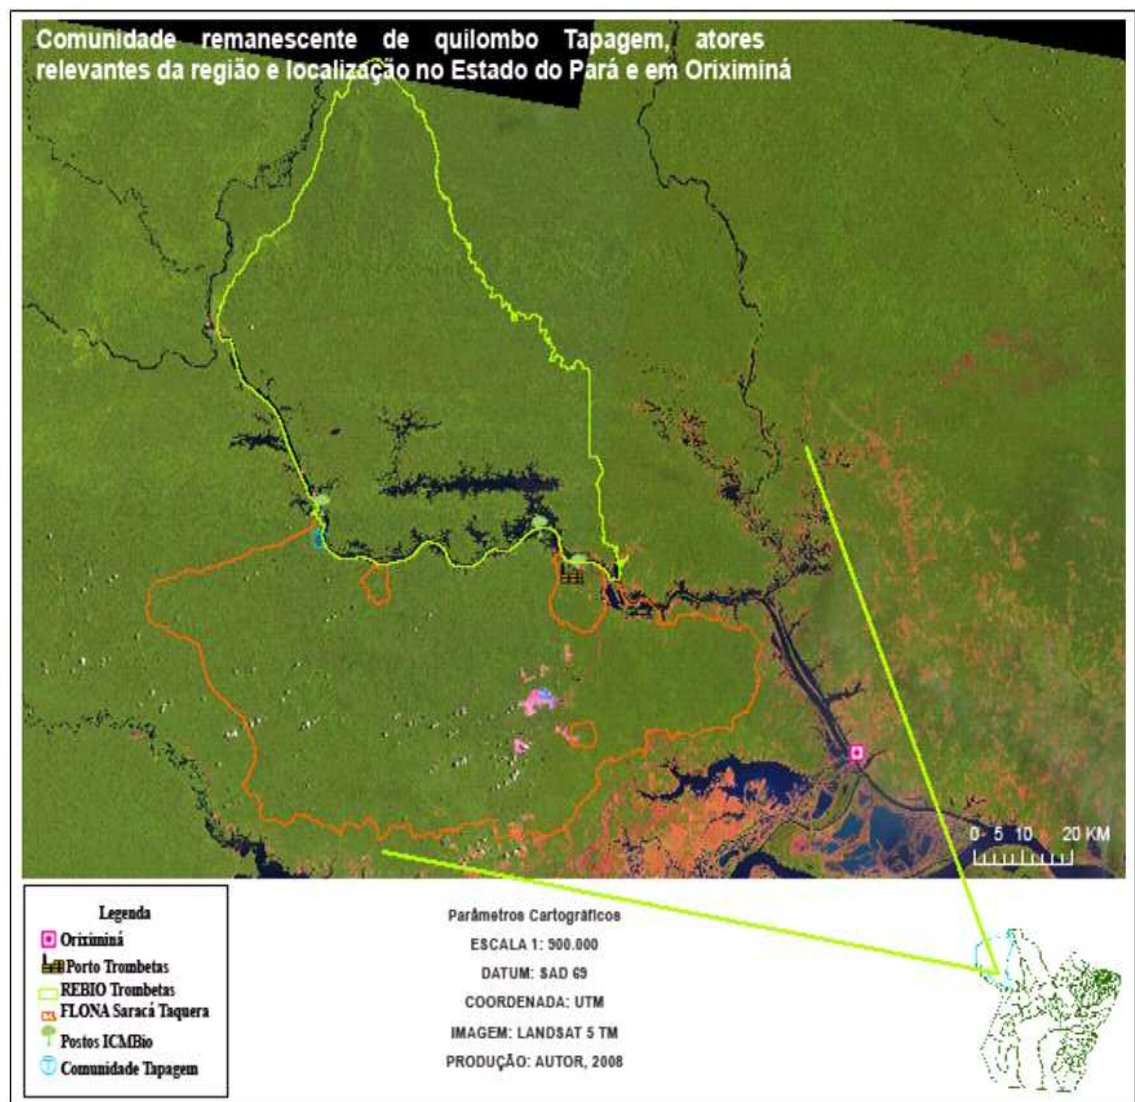 Comunidade remanescente de quilombo Tapagem, atores
relevantes da região e localização no Estado do Pará e em Oriximiná
0 5 10 20 KM
Legenda
Oriximiná
Porto Trombetas
REBIO Trombetas
FLONA Saracá Taquera
Postos ICMBio
Comunidade Tapagem
Parâmetros Cartográficos
ESCALA 1: 900.000
DATUM: SAD 69
COORDENADA: UTM
IMAGEM: LANDSAT 5 TM
PRODUÇÃO: AUTOR, 2008